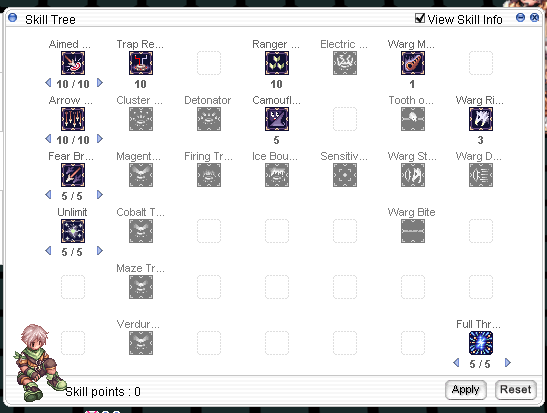 Skill Tree
View Skill Info
Aimed ... Trap Re... Ranger ... Electric ... Warg M...
10 / 10 10 10 1
Arrow ... Cluster ... Detonator Camoufl... Tooth o... Warg Ri...
10 / 10 5 3
Fear Br... Magent... Firing Tr... Ice Bou... Sensitiv... Warg St... Warg D...
5 / 5
Unlimit Cobalt T... Warg Bite
5 / 5
Maze Tr...
Verdur... Full Thr...
5 / 5
Skill points : 0
Apply Reset